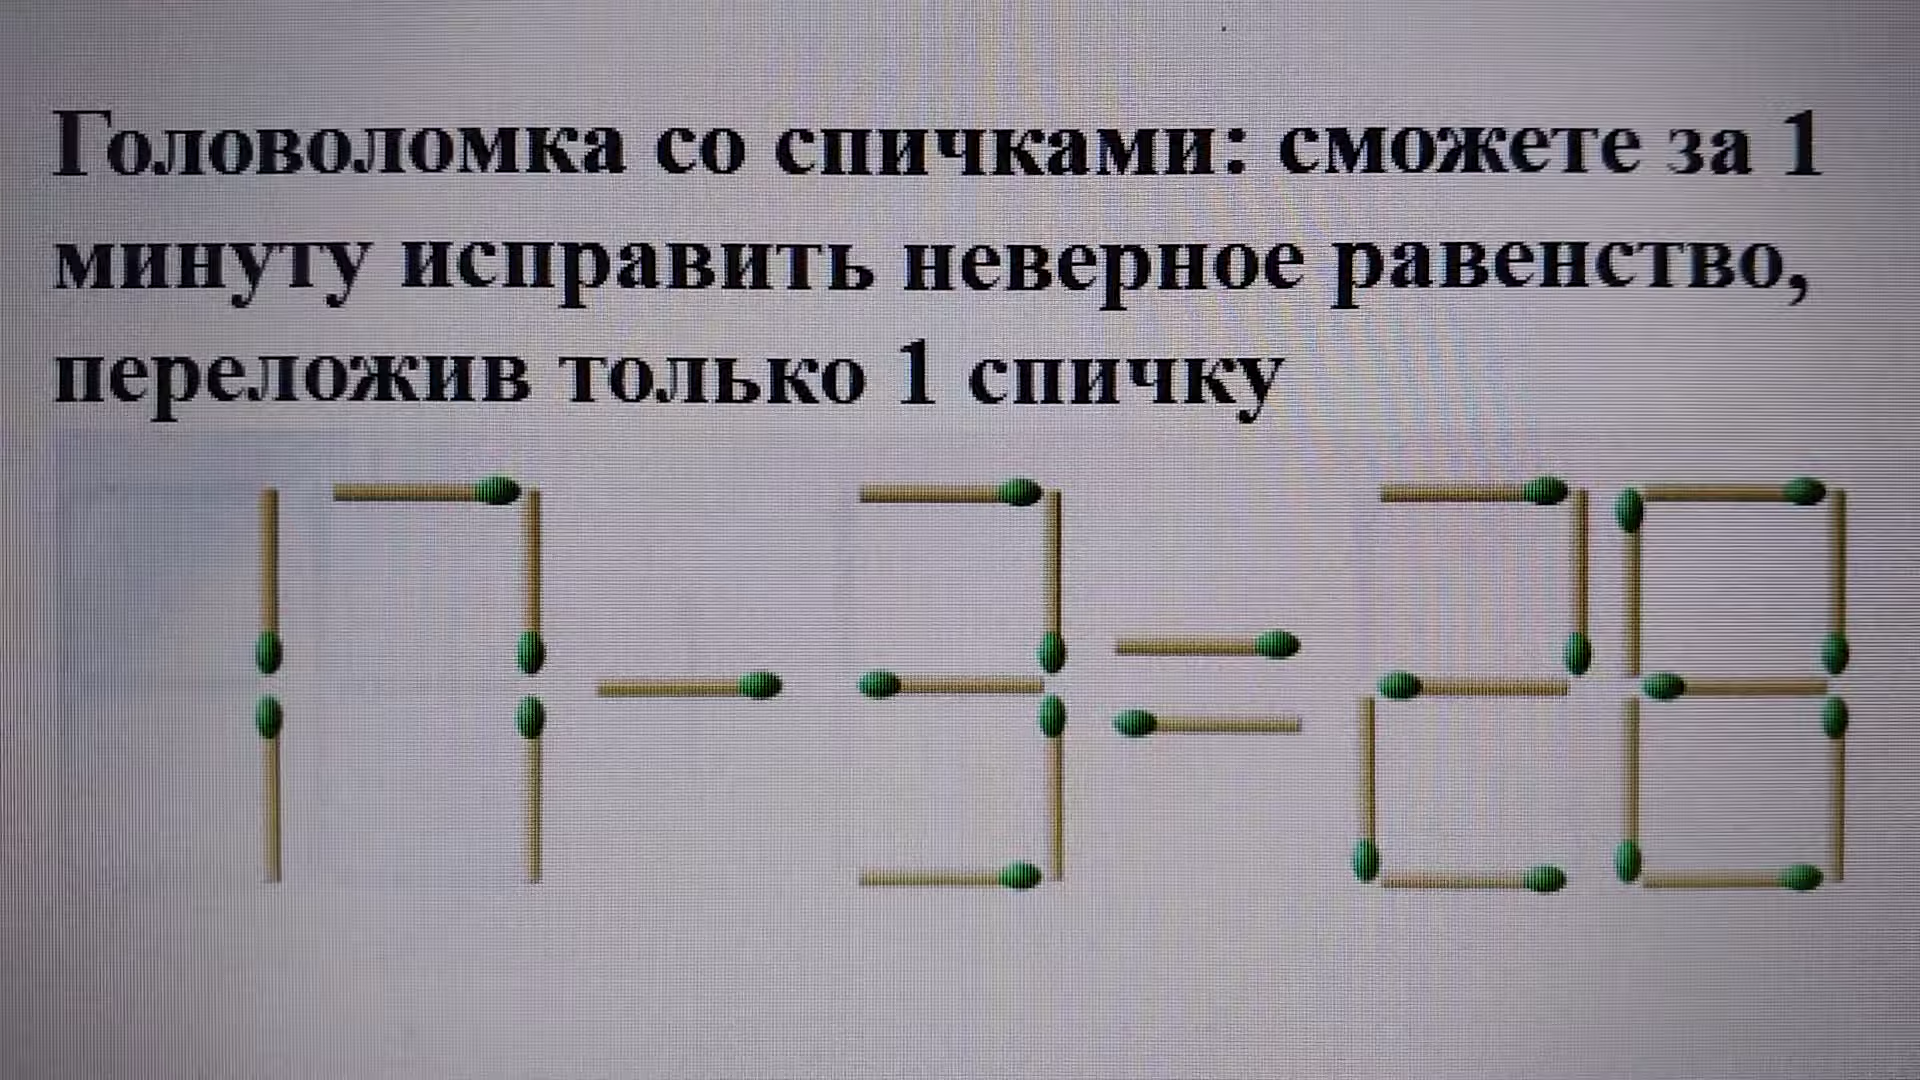 Головоломка со спичками: сможете за 1
минуту исправить неверное равенство,
переложив только 1 спичку
17-3=28